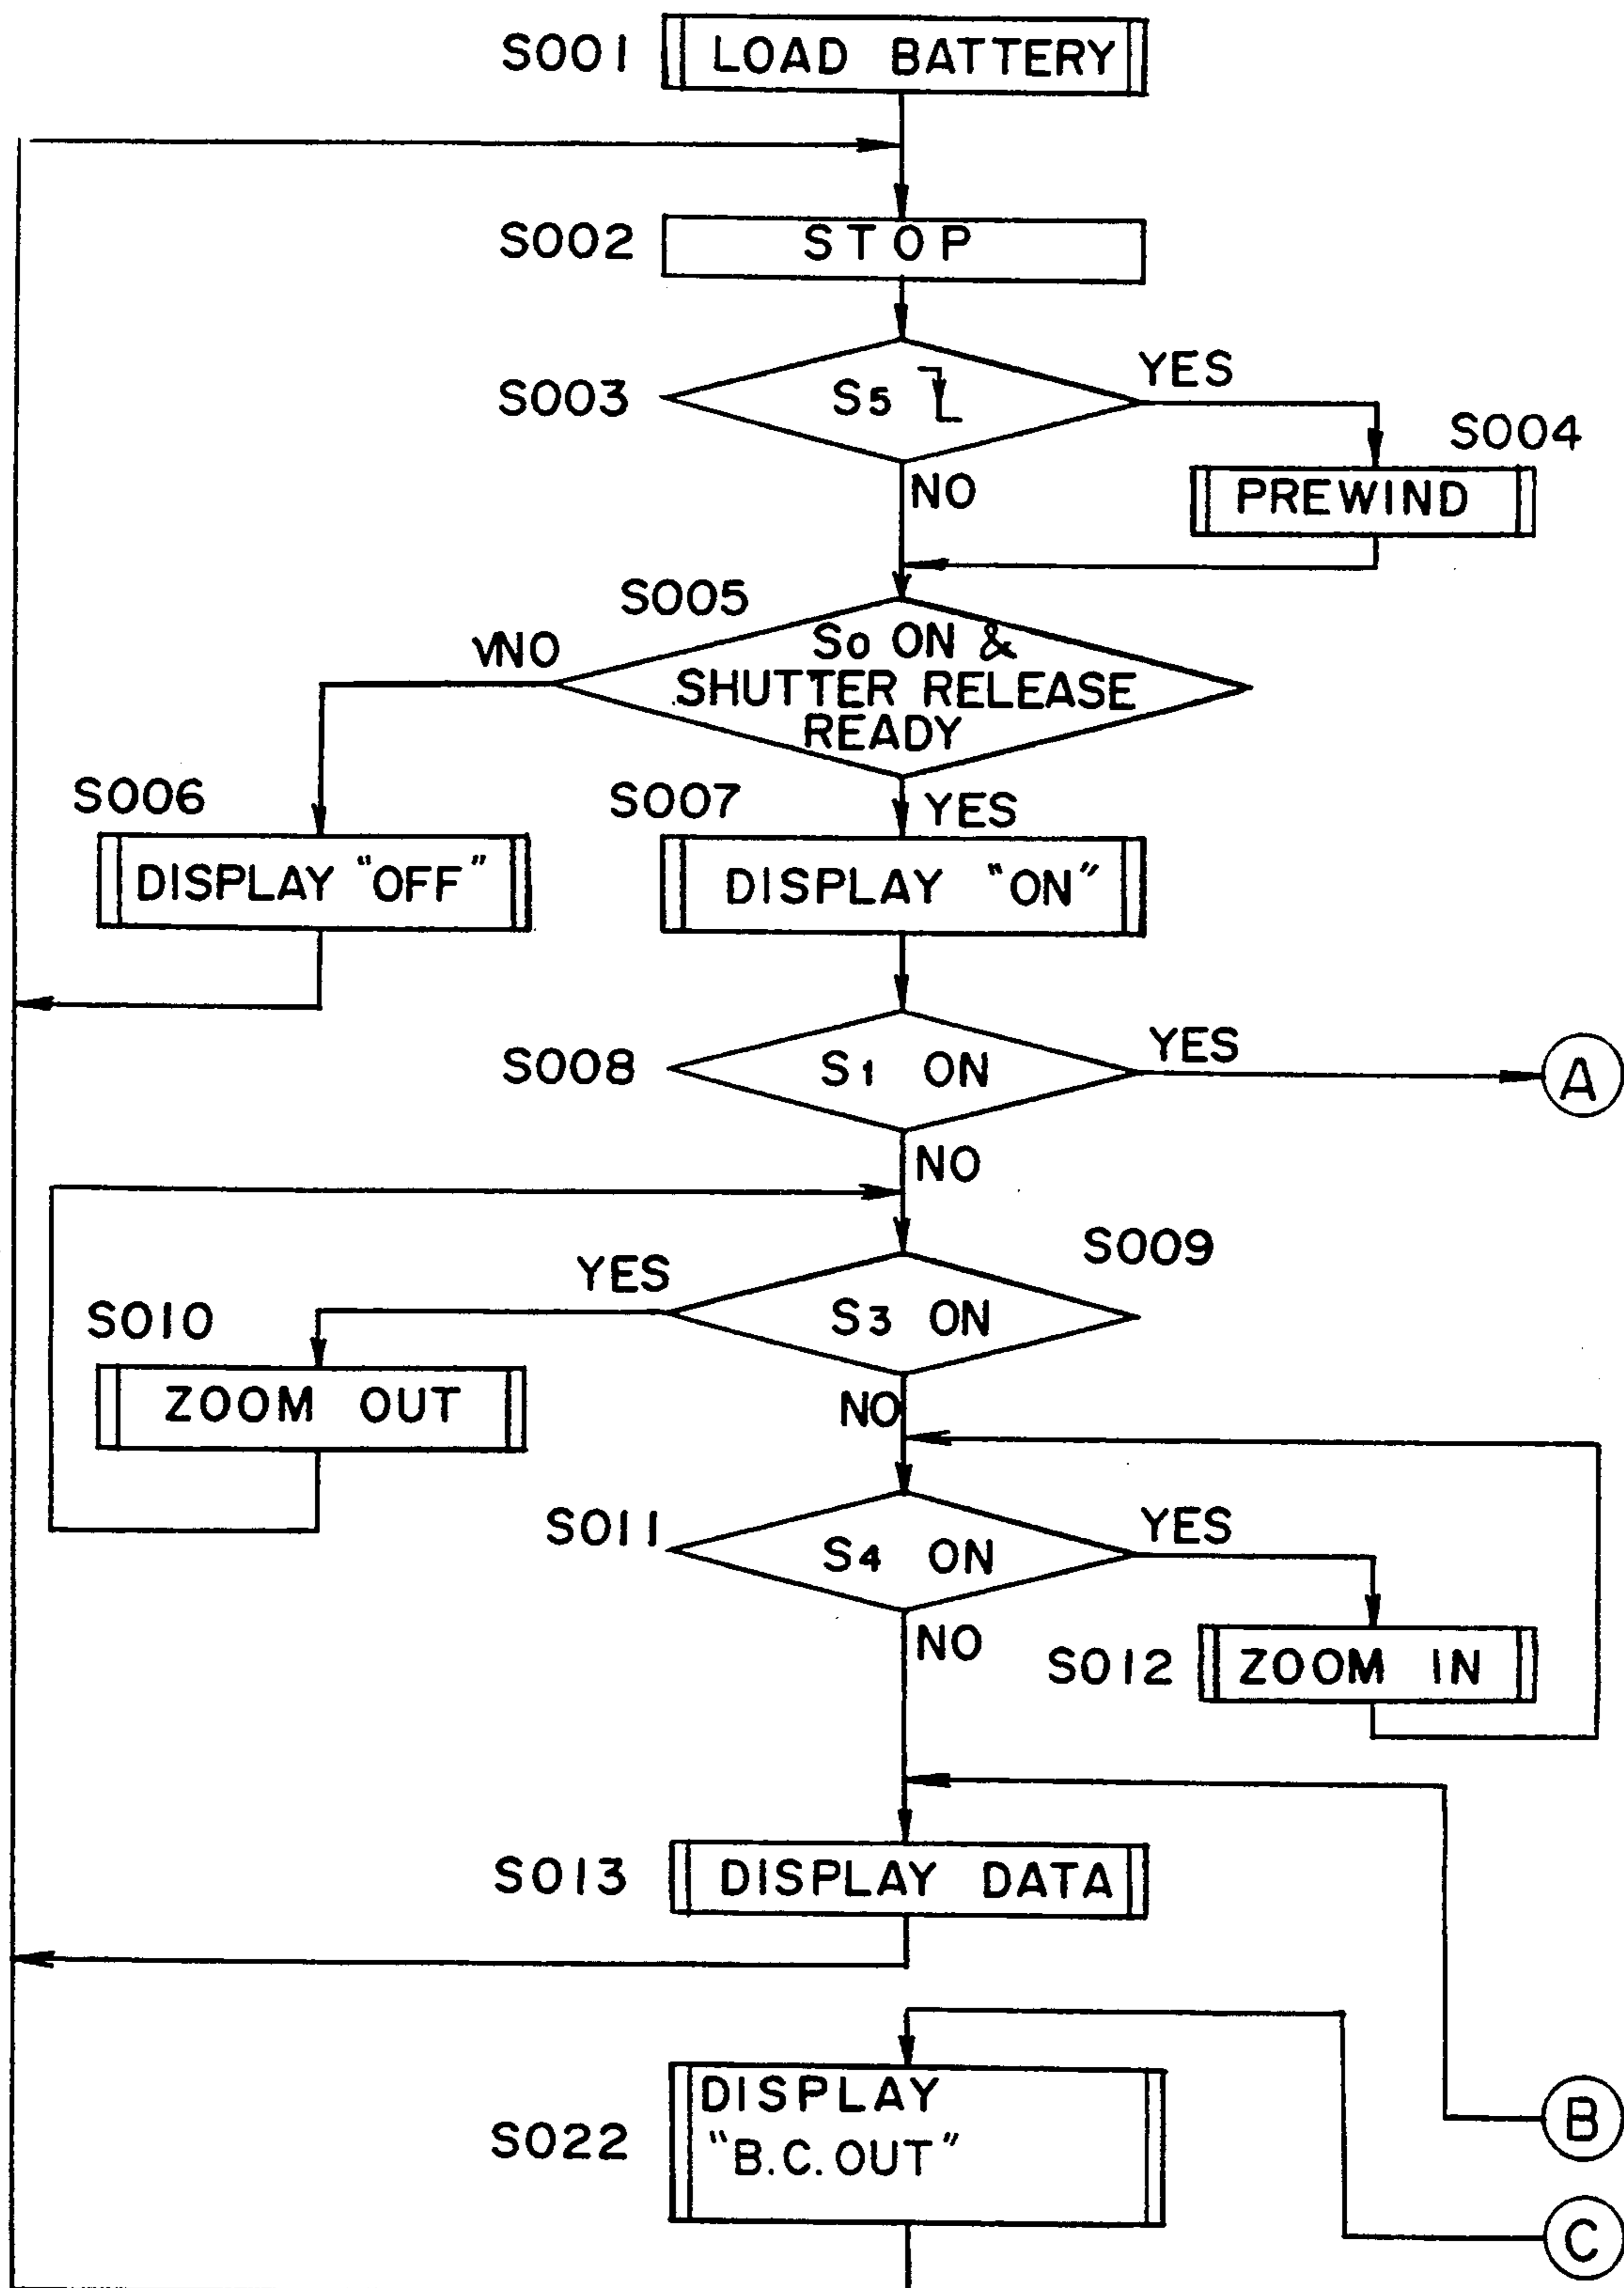 S001 LOAD BATTERY
S002 STOP
S003 S5 YES
S004
NO PREWIND
S005
NO S0 ON &
SHUTTER RELEASE
READY
S006 S007 YES
DISPLAY "OFF" DISPLAY "ON"
S008 S1 ON YES A
NO
S009
YES
S010 S3 ON
ZOOM OUT NO
S011 S4 ON YES
NO S012 ZOOM IN
S013 DISPLAY DATA
S022 DISPLAY
"B.C.OUT"
B
C